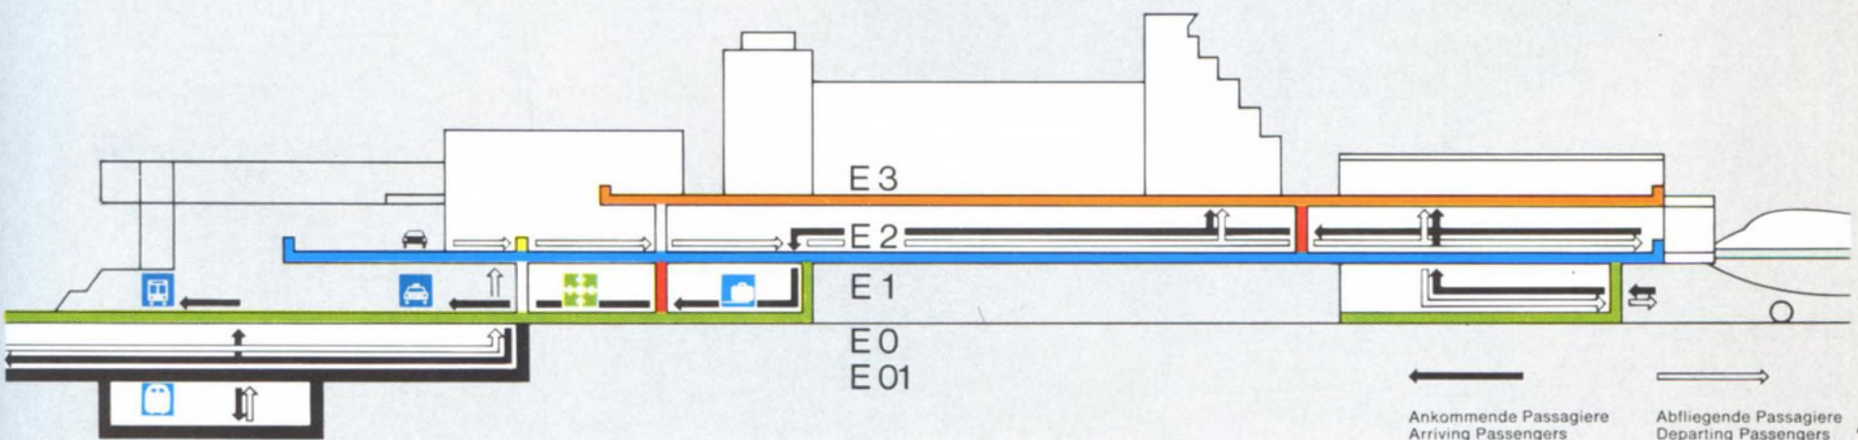 E 3
E 2
E 1
E 0
E 01
Ankommende Passagiere
Arriving Passengers
Abfliegende Passagiere
Departing Passengers